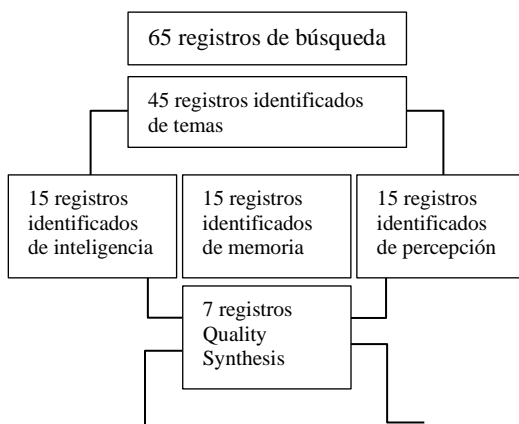 65 registros de búsqueda
45 registros identificados
de temas
15 registros
identificados
de inteligencia
15 registros
identificados
de memoria
15 registros
identificados
de percepción
7 registros
Quality
Synthesis